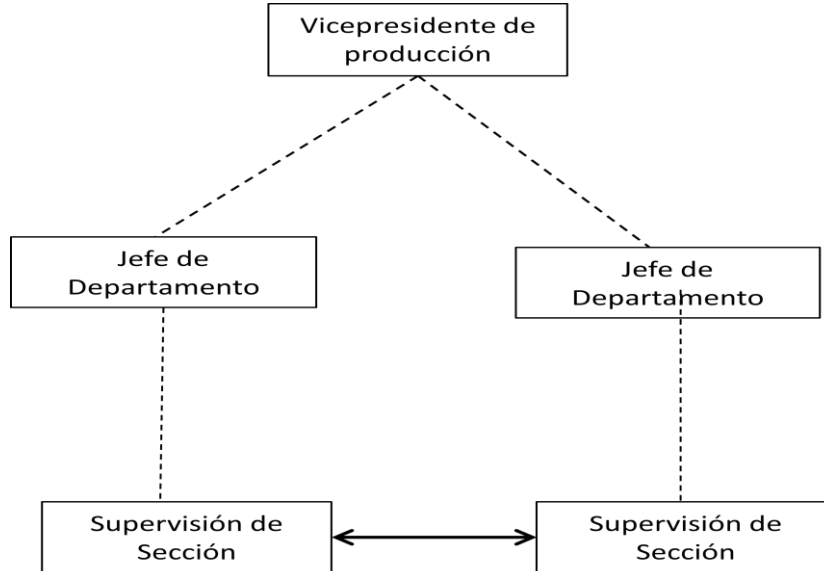 Vicepresidente de
producción
Jefe de
Departamento
Jefe de
Departamento
Supervisión de
Sección
Supervisión de
Sección